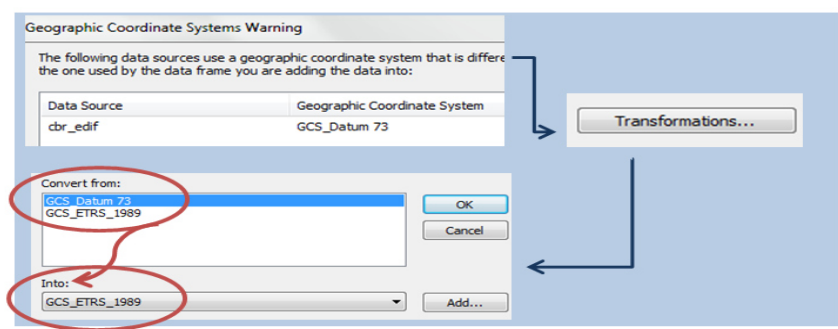 Geographic Coordinate Systems Warning
The following data sources use a geographic coordinate system that is differe
the one used by the data frame you are adding the data into:
Data Source Geographic Coordinate System
cbr_edif GCS_Datum 73
Transformations...
Convert from:
GCS_Datum 73
GCS_ETRS_1989
OK
Cancel
Into:
GCS_ETRS_1989
Add...